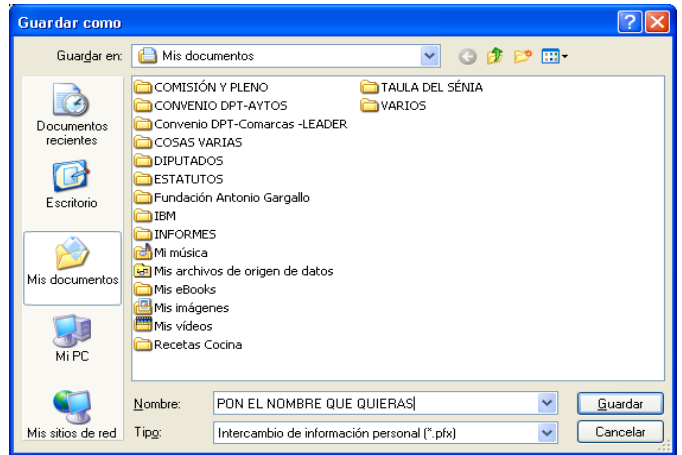 Guardar como
Guardar en:
Mis documentos
Documentos
recientes
Escritorio
Mis documentos
Mi PC
Mis sitios de red
COMISIÓN Y PLENO
CONVENIO DPT-AYTOS
Convenio DPT-Comarcas -LEADER
COSAS VARIAS
DIPUTADOS
ESTATUTOS
Fundación Antonio Gargallo
IBM
INFORMES
Mi música
Mis archivos de origen de datos
Mis eBooks
Mis imágenes
Mis vídeos
Recetas Cocina
TAULA DEL SÉNIA
VARIOS
Nombre:
PON EL NOMBRE QUE QUIERAS
Guardar
Tipo:
Intercambio de información personal (*.pfx)
Cancelar